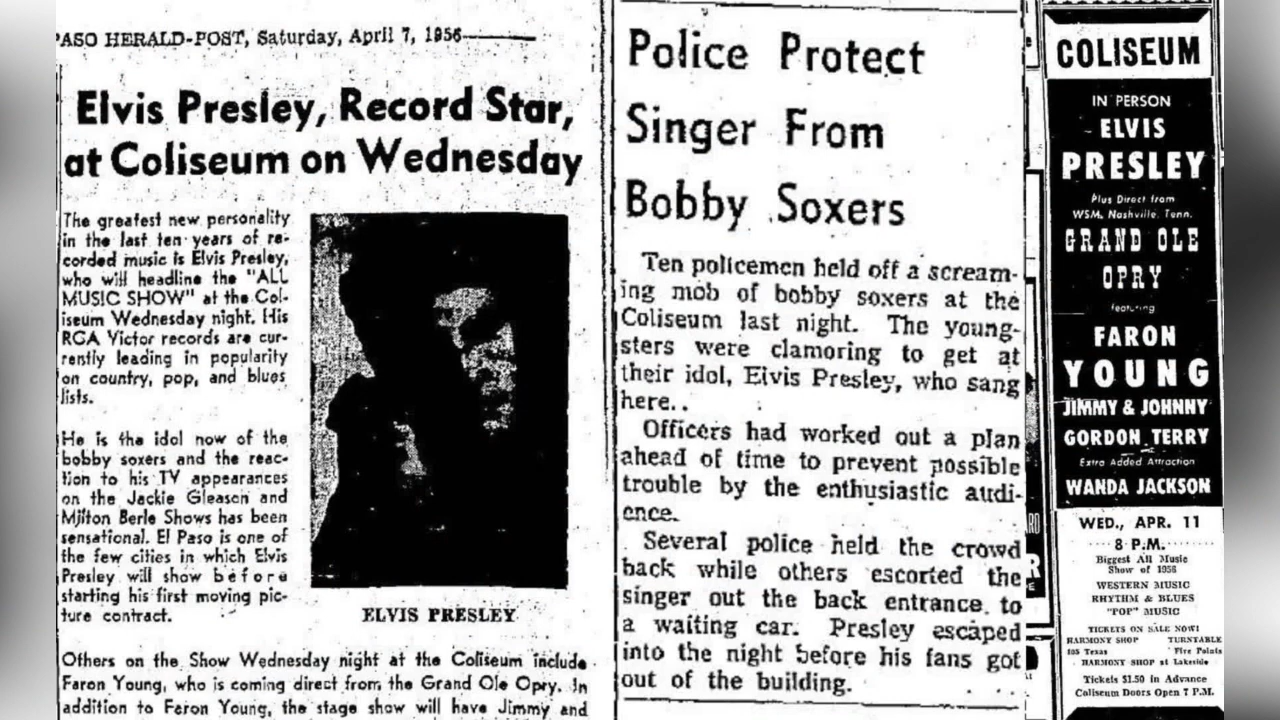 PASO HERALD-POST, Saturday, April 7, 1956
Elvis Presley, Record Star,
at Coliseum on Wednesday
The greatest new personality
in the last ten years of re-
corded music is Elvis Presley,
who will headline the "ALL
MUSIC SHOW" at the Col-
iseum Wednesday night. His
RCA Victor records are cur-
rently leading in popularity
on country, pop, and blues
lists.
He is the idol now of the
bobby soxers and the reac-
tion to his TV appearances
on the Jackie Gleason and
Milton Berle Shows has been
sensational. El Paso is one of
the few cities in which Elvis
Presley will show before
starting his first moving pic-
ture contract.
ELVIS PRESLEY
Others on the Show Wednesday night at the Coliseum include
Faron Young, who is coming direct from the Grand Ole Opry. In
addition to Faron Young, the stage show will have Jimmy and
Police Protect
Singer From
Bobby Soxers
Ten policemen held off a scream-
ing mob of bobby soxers at the
Coliseum last night. The young-
sters were clamoring to get at
their idol, Elvis Presley, who sang
here..
Officers had worked out a plan
ahead of time to prevent possible
trouble by the enthusiastic audi-
ence.
Several police held the crowd
back while others escorted the
singer out the back entrance to
a waiting car. Presley escaped
into the night before his fans got
out of the building.
COLISEUM
IN PERSON
ELVIS
PRESLEY
Plus Direct from
WSM, Nashville, Tenn.
GRAND OLE
OPRY
featuring
FARON
YOUNG
JIMMY & JOHNNY
GORDON TERRY
Extra Added Attraction
WANDA JACKSON
WED., APR. 11
8 P.M.
Biggest All Music
Show of 1956
WESTERN MUSIC
RHYTHM & BLUES
"POP" MUSIC
TICKETS ON SALE NOW!
HARMONY SHOP TURNTABLE
105 Texas Five Points
HARMONY SHOP at Lakeside
Tickets $1.50 in Advance
Coliseum Doors Open 7 P.M.